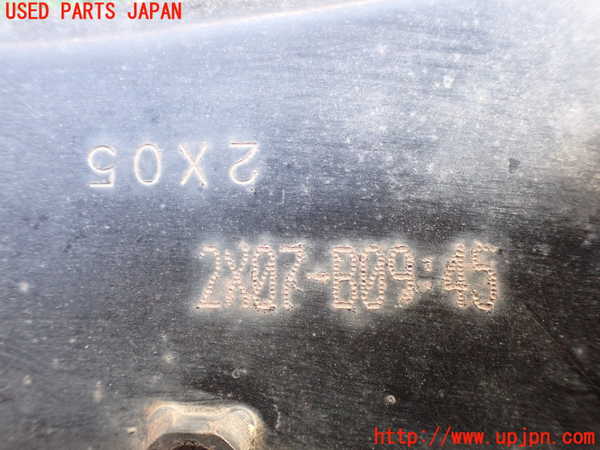 USED PARTS JAPAN
2X05
2X07-B09:45
http://www.upjpn.com/